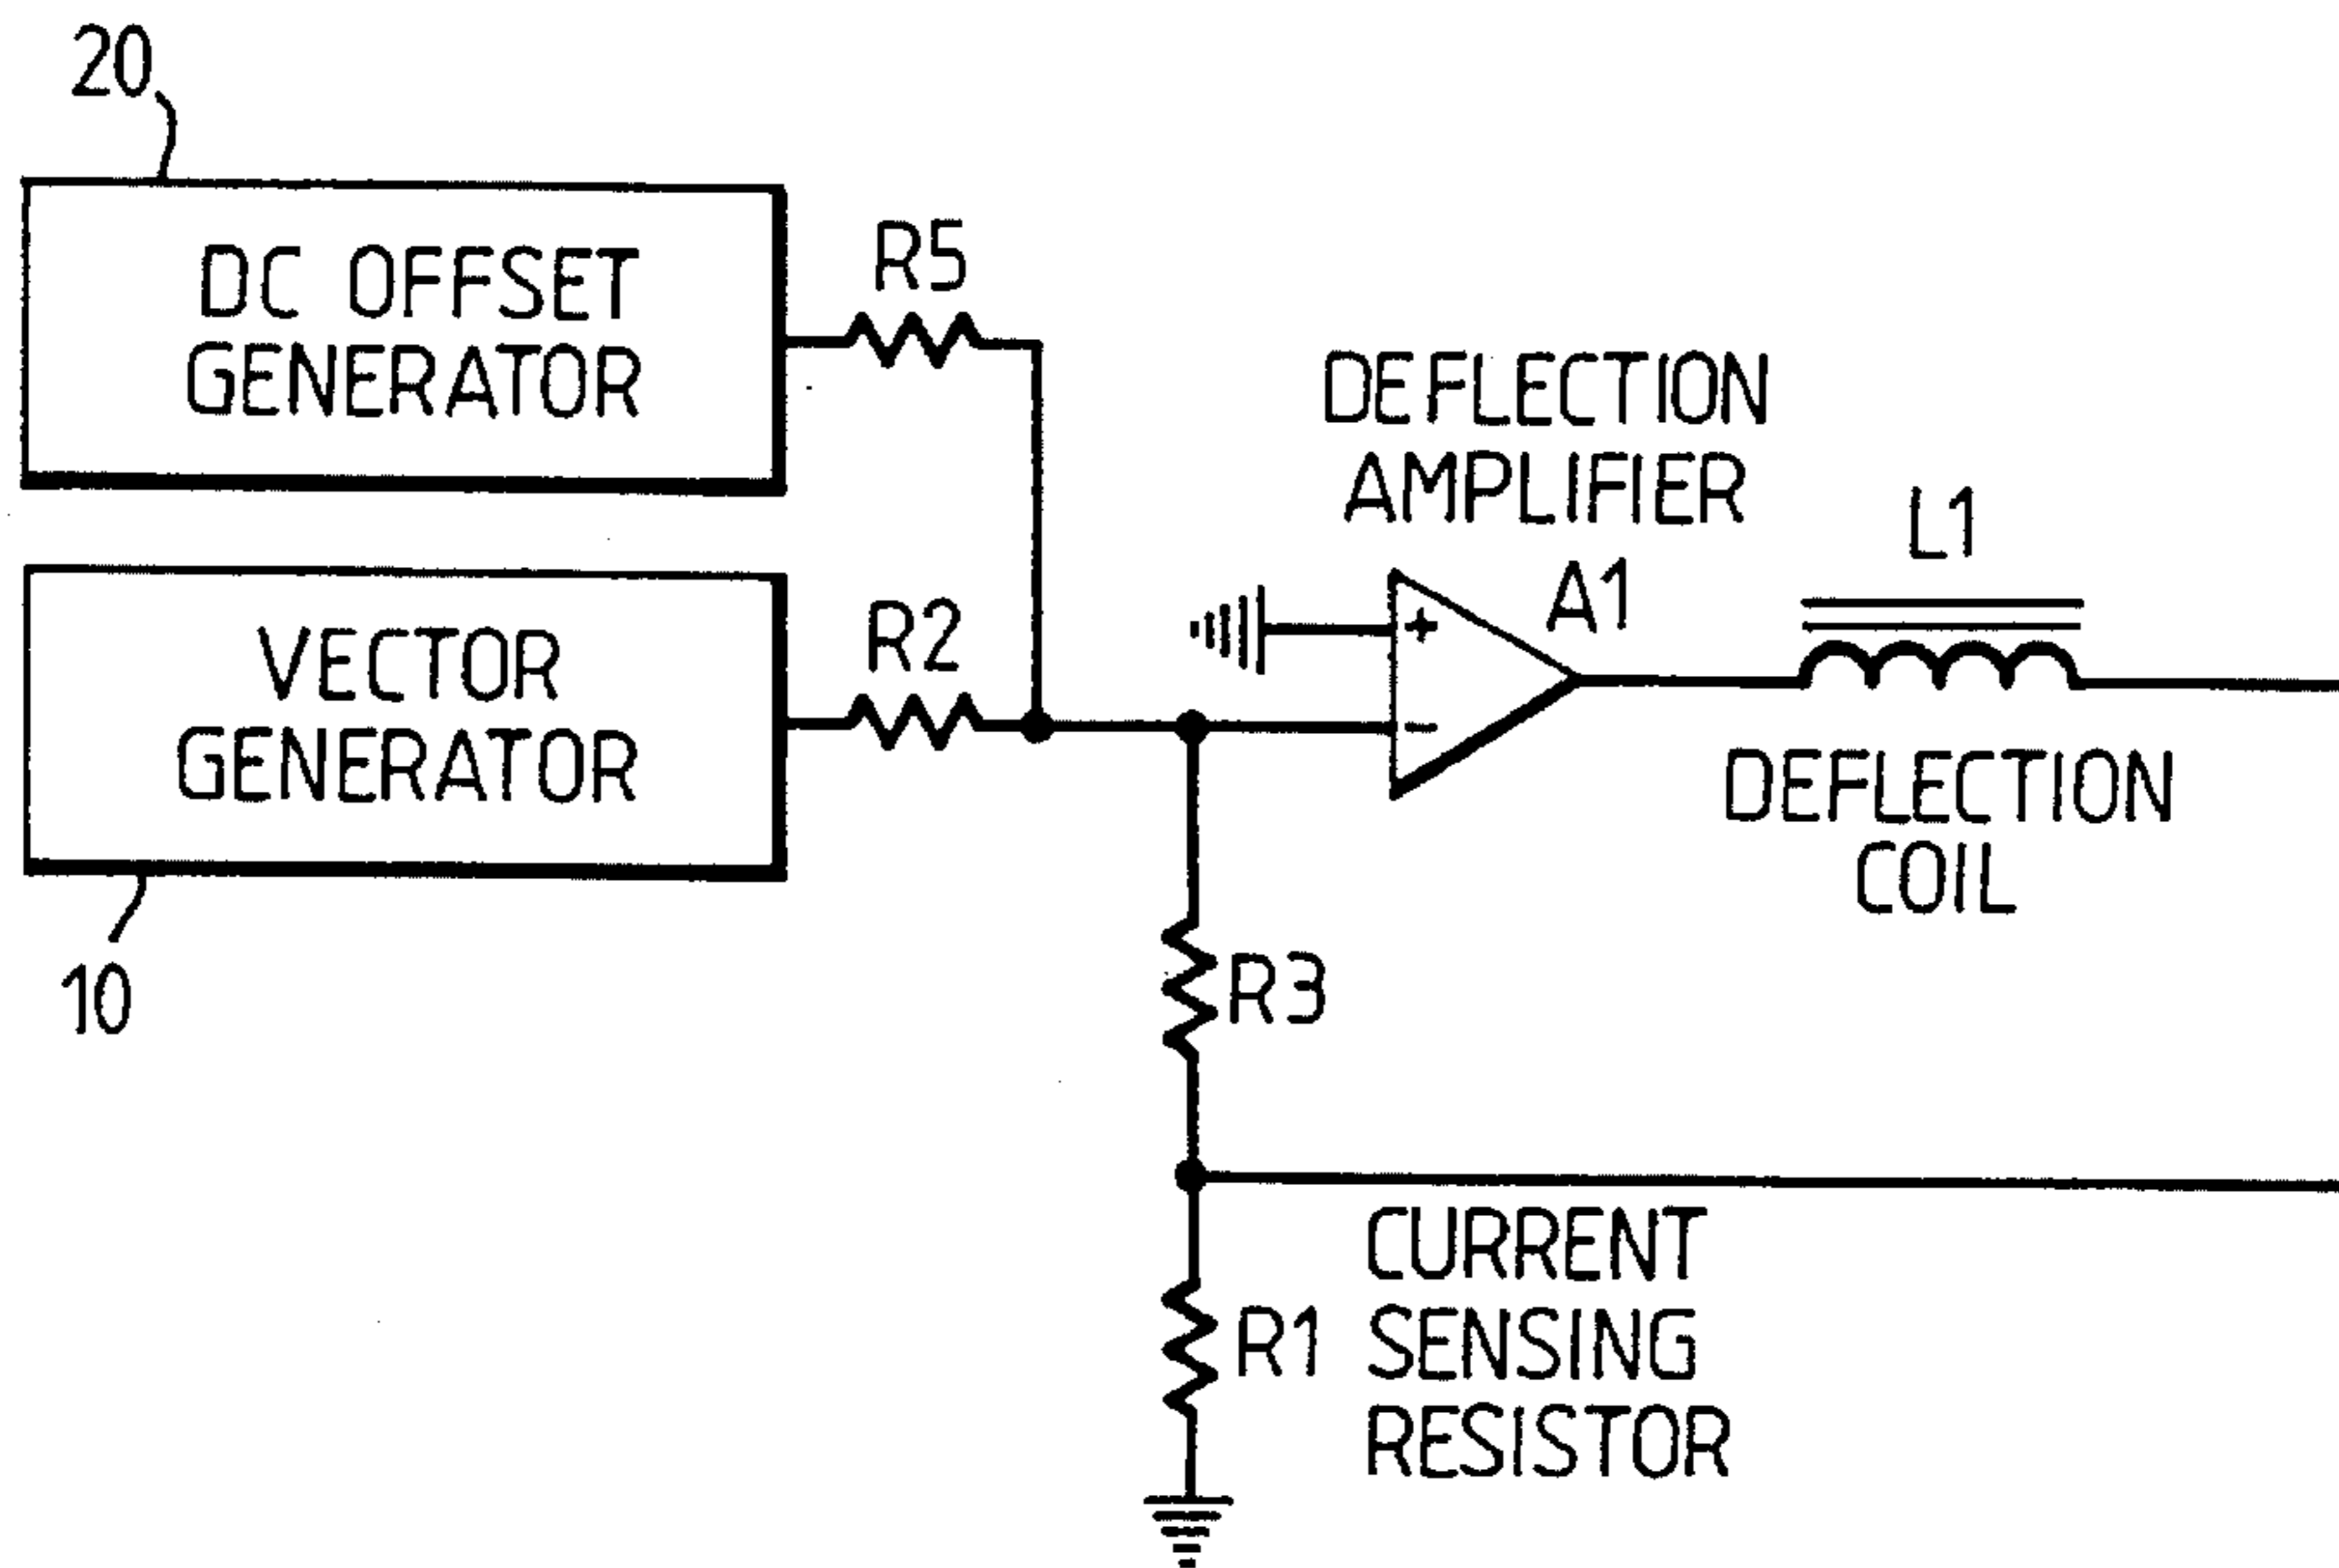 20
DC OFFSET
GENERATOR
R5
DEFLECTION
AMPLIFIER
A1
L1
VECTOR
GENERATOR
R2
+
-
DEFLECTION
COIL
10
R3
R1
CURRENT
SENSING
RESISTOR